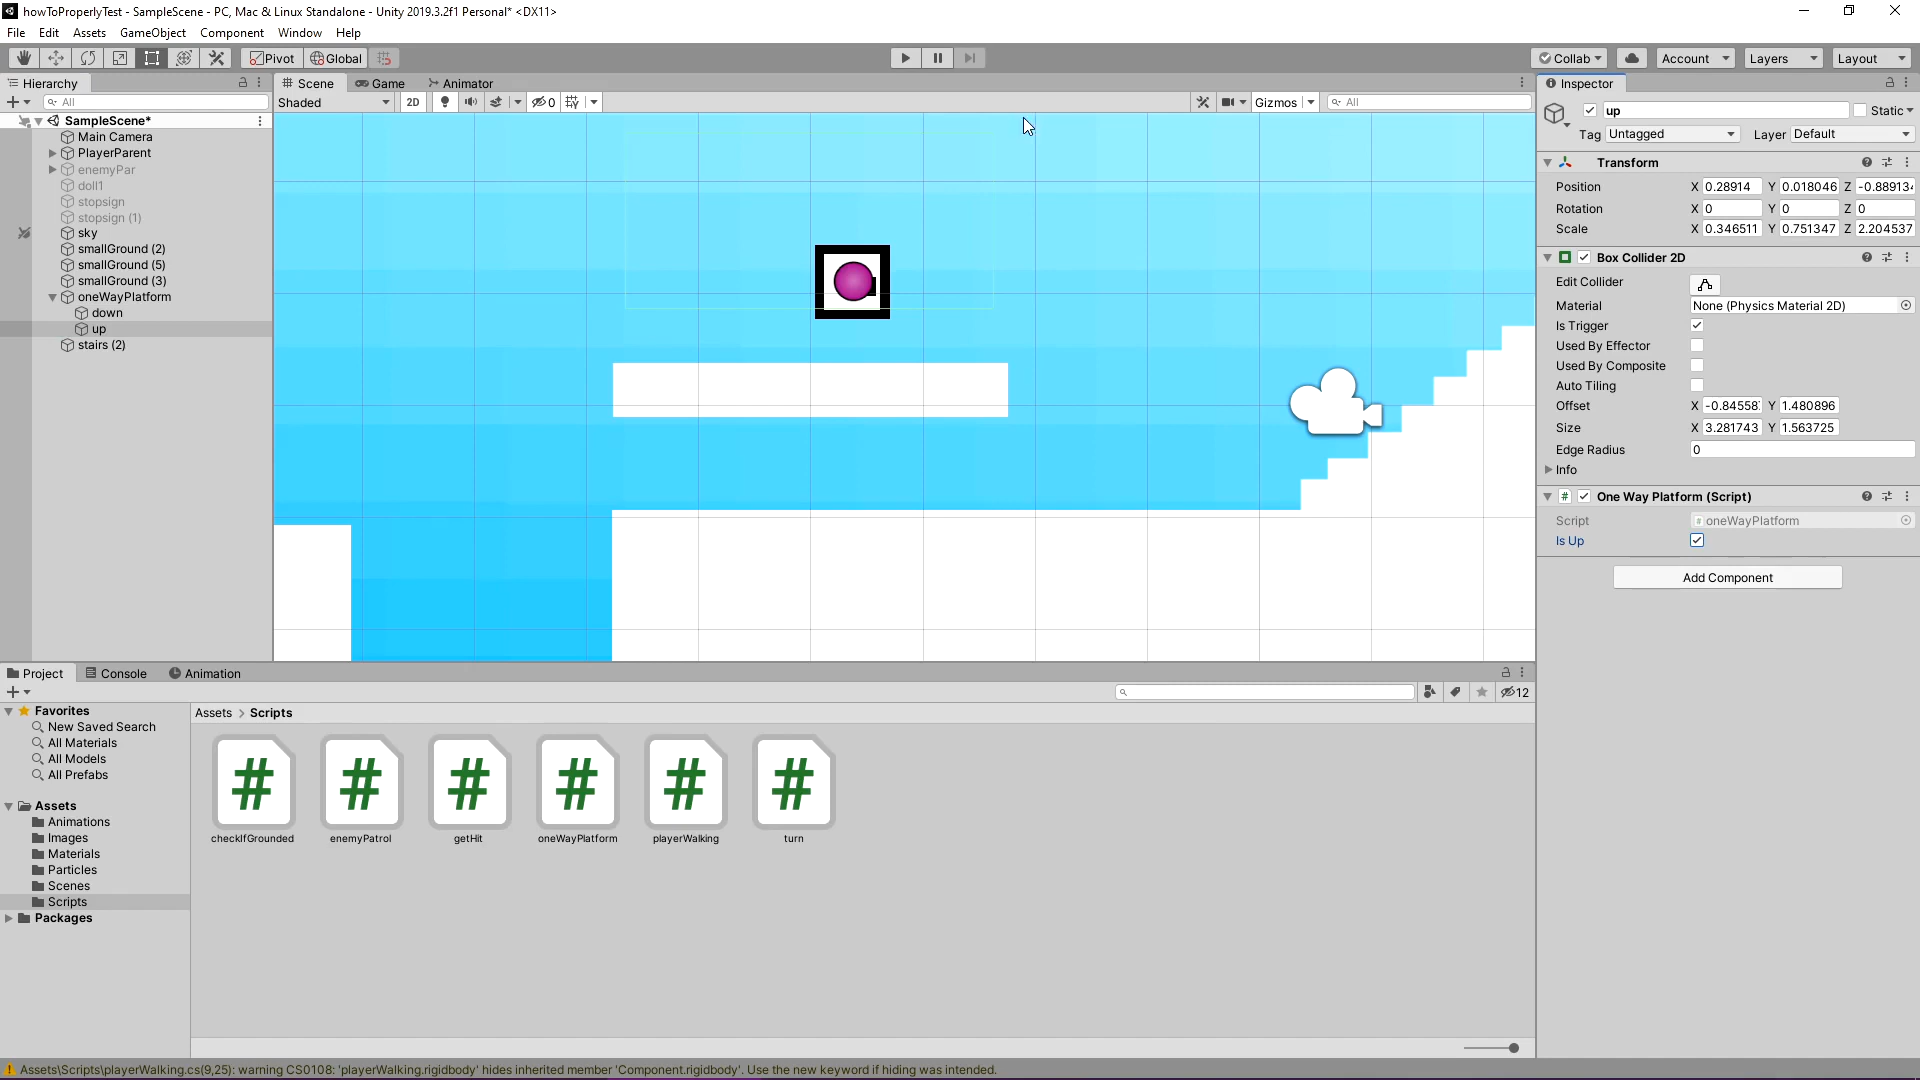 howToProperlyTest - SampleScene - PC, Mac & Linux Standalone - Unity 2019.3.2f1 Personal* <DX11>
File Edit Assets GameObject Component Window Help
Pivot Global Collab Account Layers Layout
Hierarchy
All
SampleScene*
Main Camera
PlayerParent
enemyPar
doll1
stopsign
stopsign (1)
sky
smallGround (2)
smallGround (5)
smallGround (3)
oneWayPlatform
down
up
stairs (2)
Scene Game Animator
Shaded 2D 0 Gizmos All
Inspector
up Static
Tag Untagged Layer Default
Transform
Position X 0.28914 Y 0.018046 Z -0.88913
Rotation X 0 Y 0 Z 0
Scale X 0.346511 Y 0.751347 Z 2.204537
Box Collider 2D
Edit Collider
Material None (Physics Material 2D)
Is Trigger
Used By Effector
Used By Composite
Auto Tiling
Offset X -0.84558 Y 1.480896
Size X 3.281743 Y 1.563725
Edge Radius 0
Info
# One Way Platform (Script)
Script # oneWayPlatform
Is Up
Add Component
Project Console Animation
12
Favorites
New Saved Search
All Materials
All Models
All Prefabs
Assets
Animations
Images
Materials
Particles
Scenes
Scripts
Packages
Assets > Scripts
# # # # # #
checkIfGrounded enemyPatrol getHit oneWayPlatform playerWalking turn
Assets\Scripts\playerWalking.cs(9,25): warning CS0108: 'playerWalking.rigidbody' hides inherited member 'Component.rigidbody'. Use the new keyword if hiding was intended.